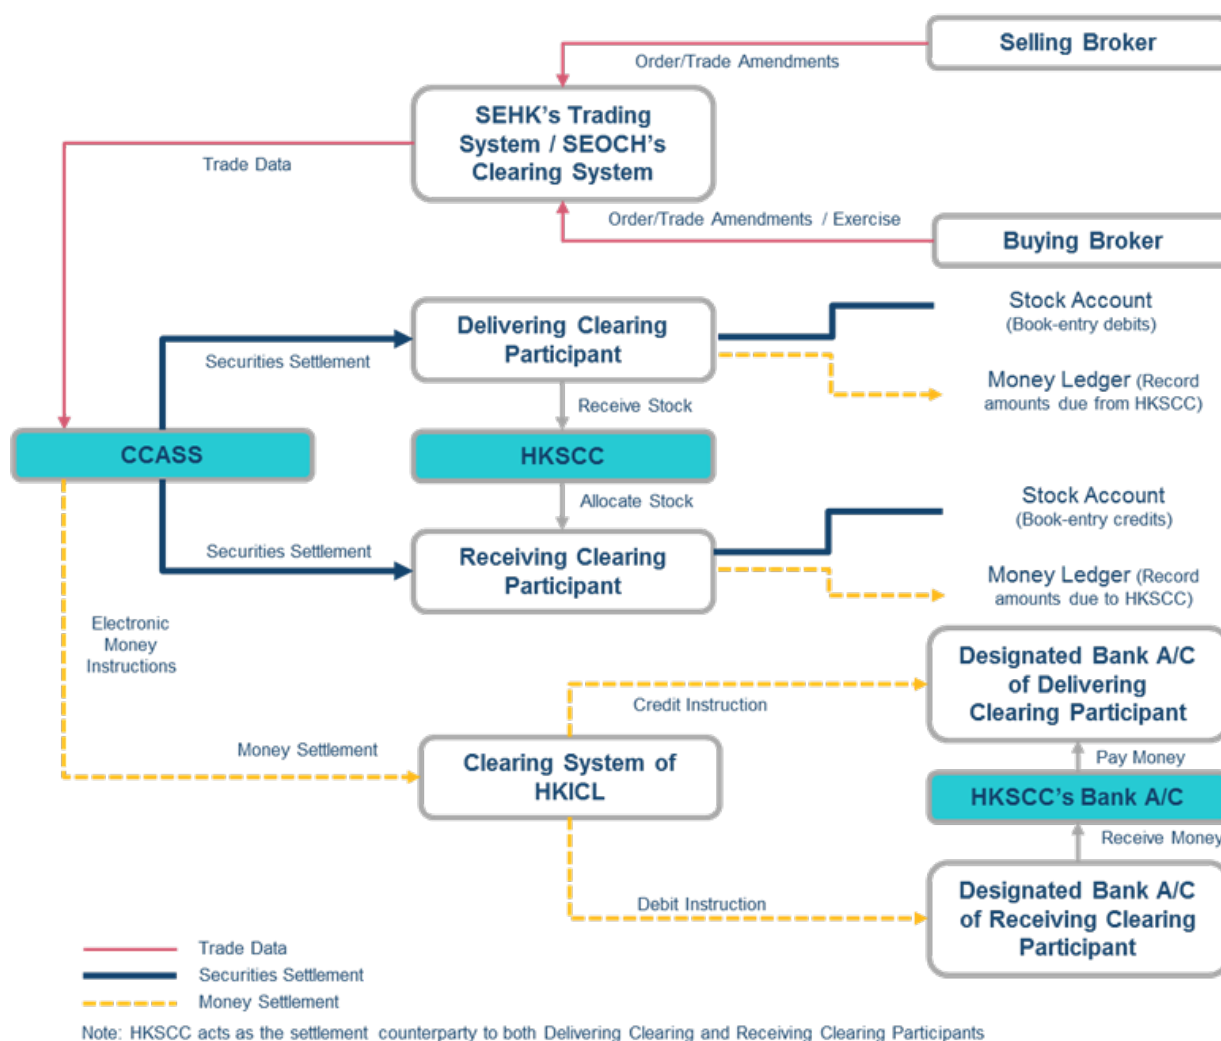 Selling Broker
Order/Trade Amendments
SEHK's Trading
System / SEOCH's
Clearing System
Trade Data
Order/Trade Amendments / Exercise
Buying Broker
Stock Account
(Book-entry debits)
Delivering Clearing
Participant
Securities Settlement
Money Ledger (Record
amounts due from HKSCC)
Receive Stock
CCASS
HKSCC
Allocate Stock
Stock Account
(Book-entry credits)
Securities Settlement
Receiving Clearing
Participant
Money Ledger (Record
amounts due to HKSCC)
Electronic
Money
Instructions
Designated Bank A/C
of Delivering
Clearing Participant
Credit Instruction
Money Settlement
Clearing System of
HKICL
Pay Money
HKSCC's Bank A/C
Receive Money
Debit Instruction
Designated Bank A/C
of Receiving Clearing
Participant
Trade Data
Securities Settlement
Money Settlement
Note: HKSCC acts as the settlement counterparty to both Delivering Clearing and Receiving Clearing Participants